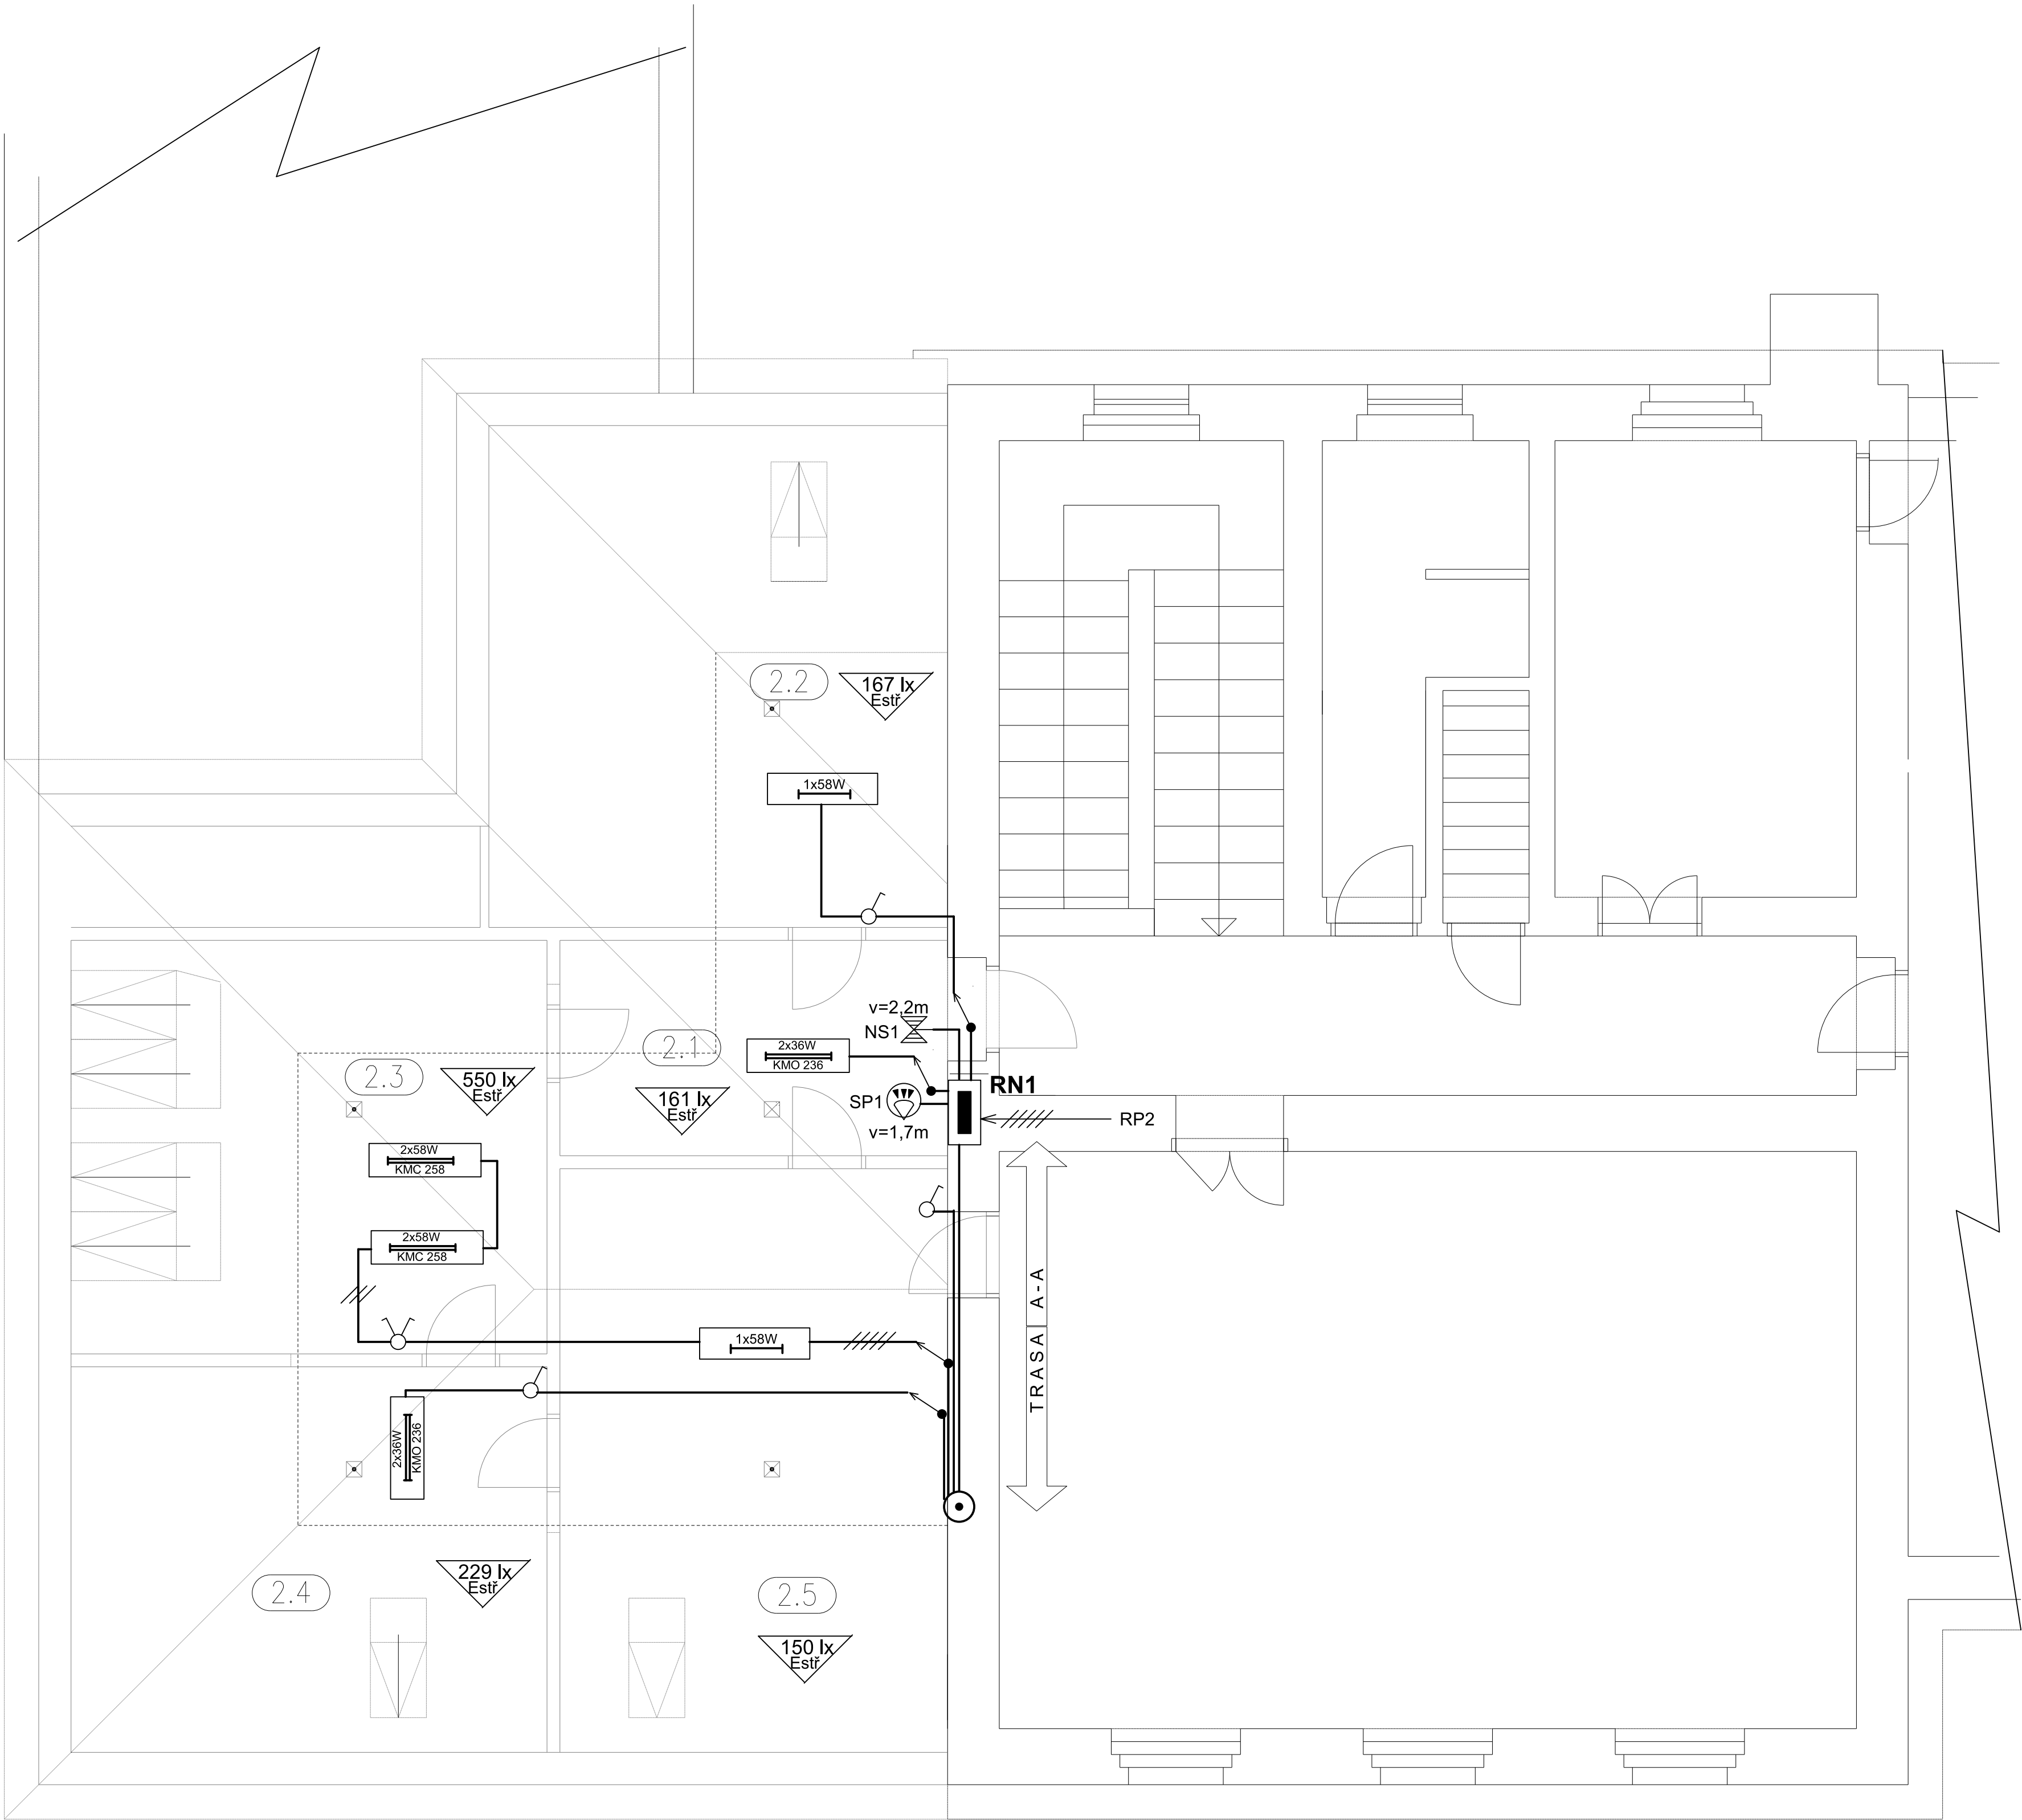 2.2
167 lx
Estř
1x58W
v=2,2m
NS1
2x36W
KMO 236
RN1
SP1
v=1,7m
RP2
2.1
161 lx
Estř
2.3
550 lx
Estř
2x58W
KMC 258
2x58W
KMC 258
1x58W
TRASA A-A
2x36W
KMO 236
2.4
229 lx
Estř
2.5
150 lx
Estř